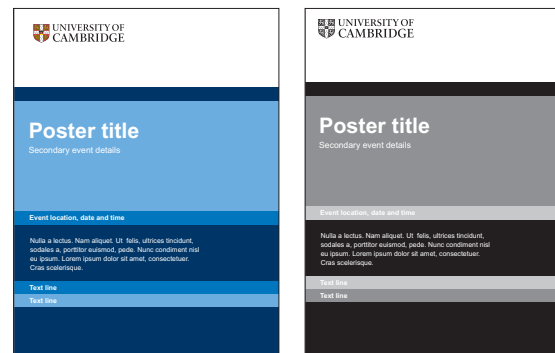 UNIVERSITY OF
CAMBRIDGE
Poster title
Secondary event details
Event location, date and time
Nulla a lectus. Nam aliquet. Ut felis, ultrices tincidunt,
sodales a, porttitor euismod, pede. Nunc condiment nisl
eu ipsum. Lorem ipsum dolor sit amet, consectetuer.
Cras scelerisque.
Text line
Text line
UNIVERSITY OF
CAMBRIDGE
Poster title
Secondary event details
Event location, date and time
Nulla a lectus. Nam aliquet. Ut felis, ultrices tincidunt,
sodales a, porttitor euismod, pede. Nunc condiment nisl
eu ipsum. Lorem ipsum dolor sit amet, consectetuer.
Cras scelerisque.
Text line
Text line